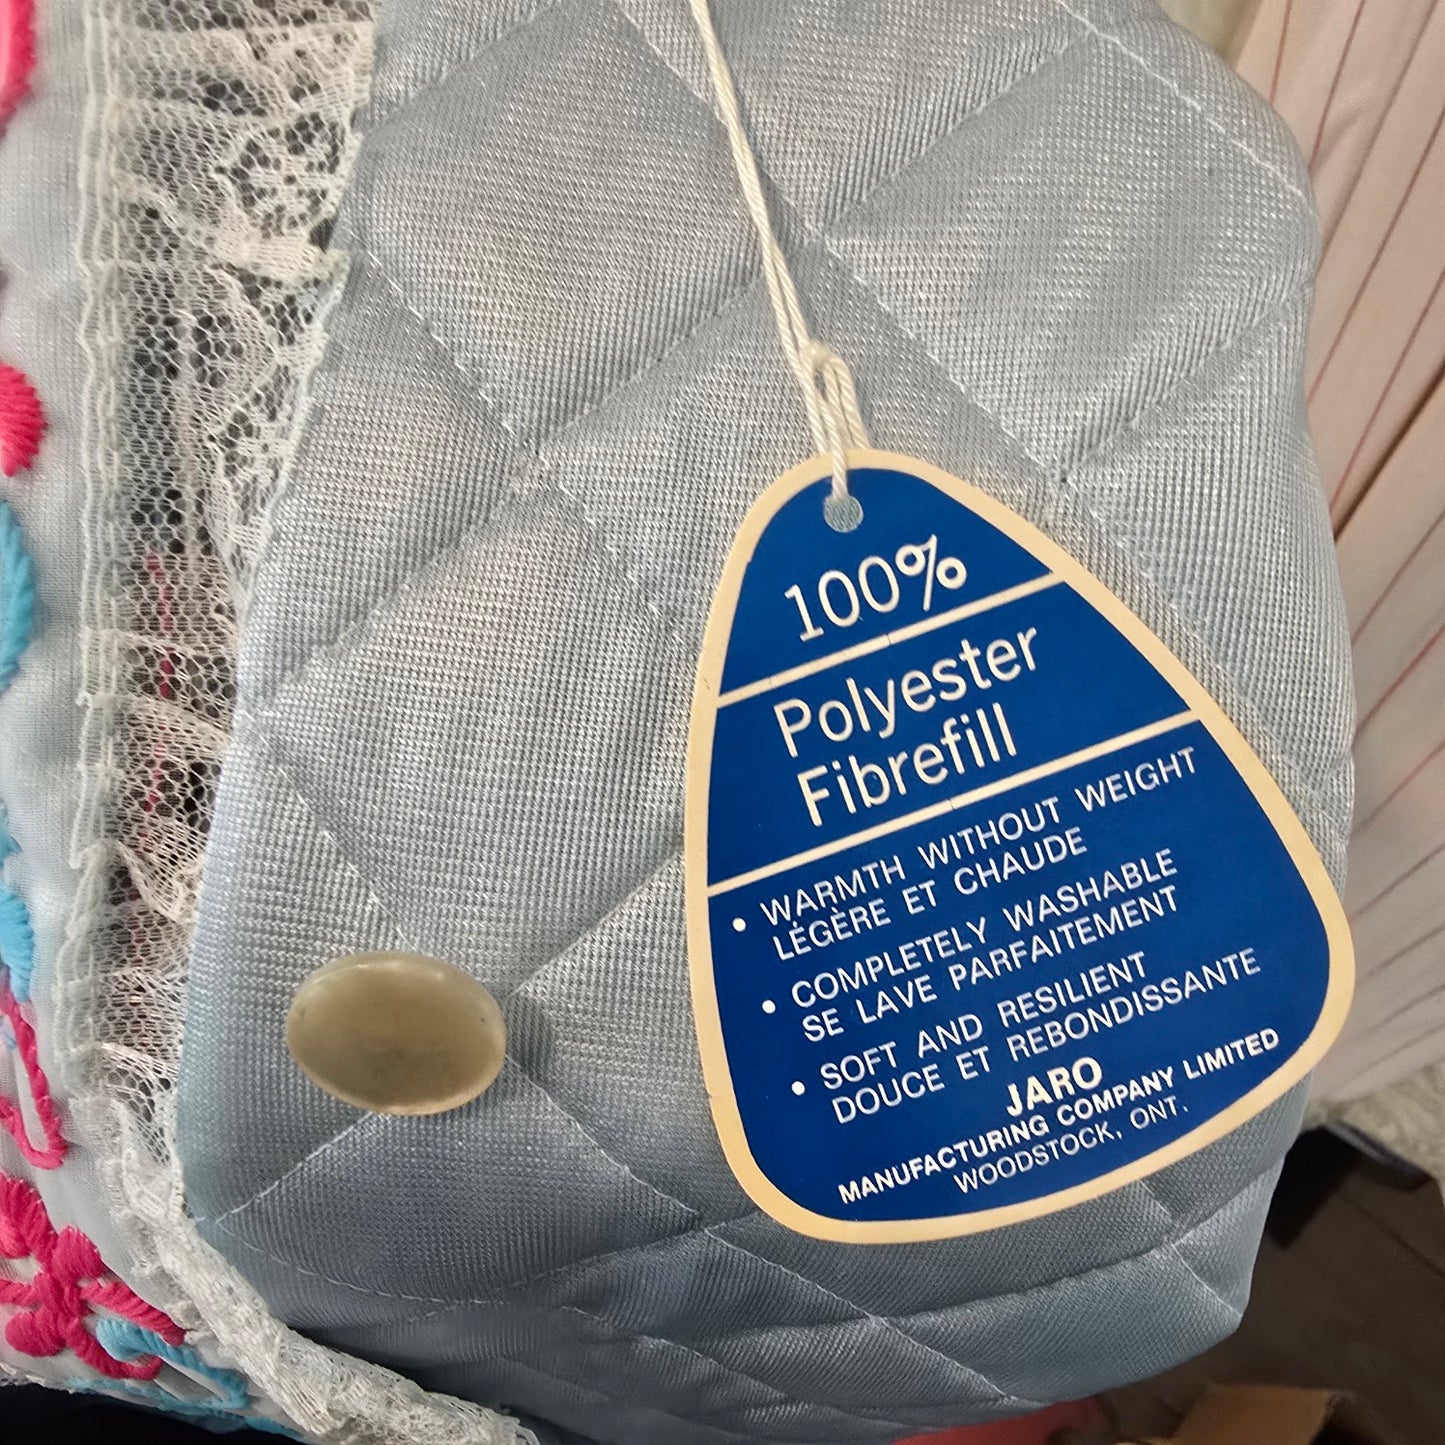 100%
Polyester
Fibrefill
• WARMTH WITHOUT WEIGHT
LÉGÈRE ET CHAUDE
• COMPLETELY WASHABLE
SE LAVE PARFAITEMENT
• SOFT AND RESILIENT
DOUCE ET REBONDISSANTE
JARO
MANUFACTURING COMPANY LIMITED
WOODSTOCK, ONT.